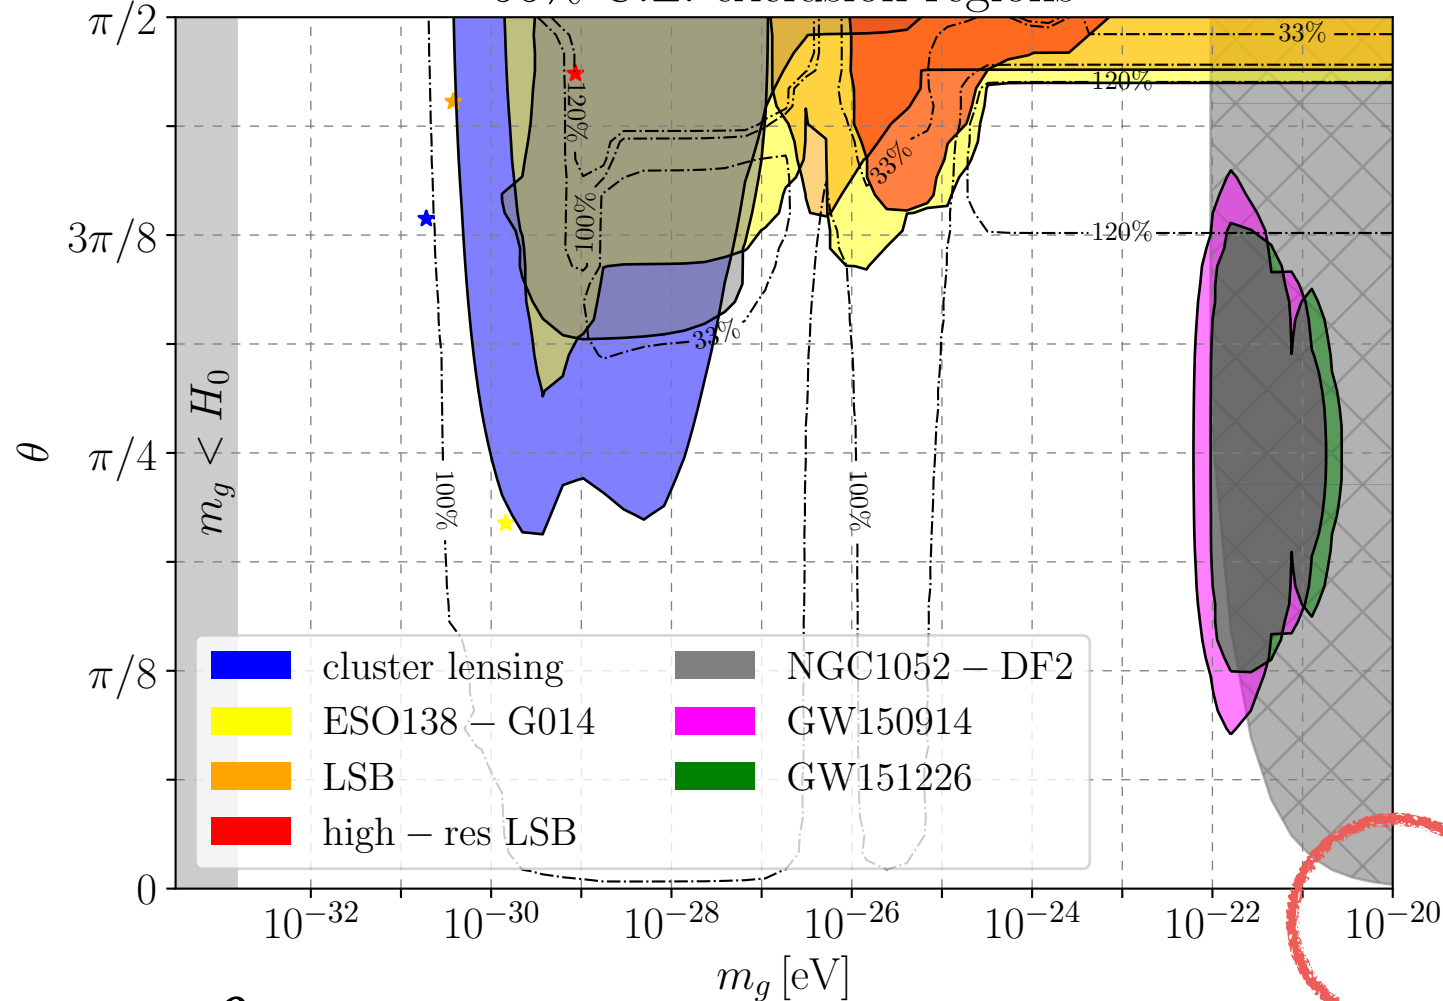 π/2
3π/8
π/4
π/8
0
θ
m_g < H_0
33%
120%
120%
120%
100%
33%
33%
100%
100%
cluster lensing
ESO138 − G014
LSB
high − res LSB
NGC1052 − DF2
GW150914
GW151226
10^{-32} 10^{-30} 10^{-28} 10^{-26} 10^{-24} 10^{-22} 10^{-20}
m_g [eV]